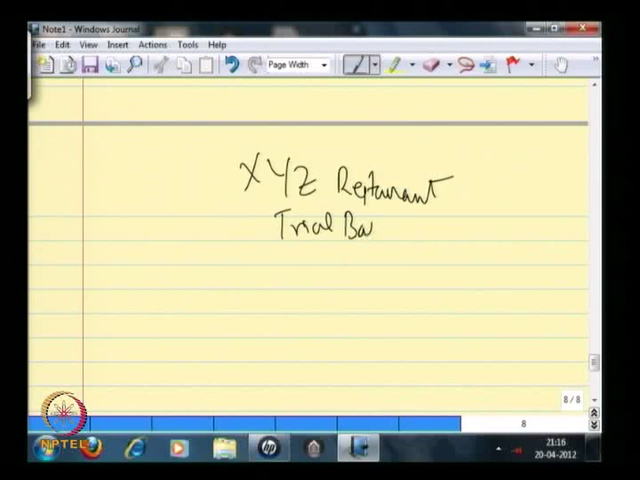 Note1 - Windows Journal
File Edit View Insert Actions Tools Help
Page Width
XYZ Restaurant
Trial Ba
8 / 8
8
NPTEL
21:16
20-04-2012